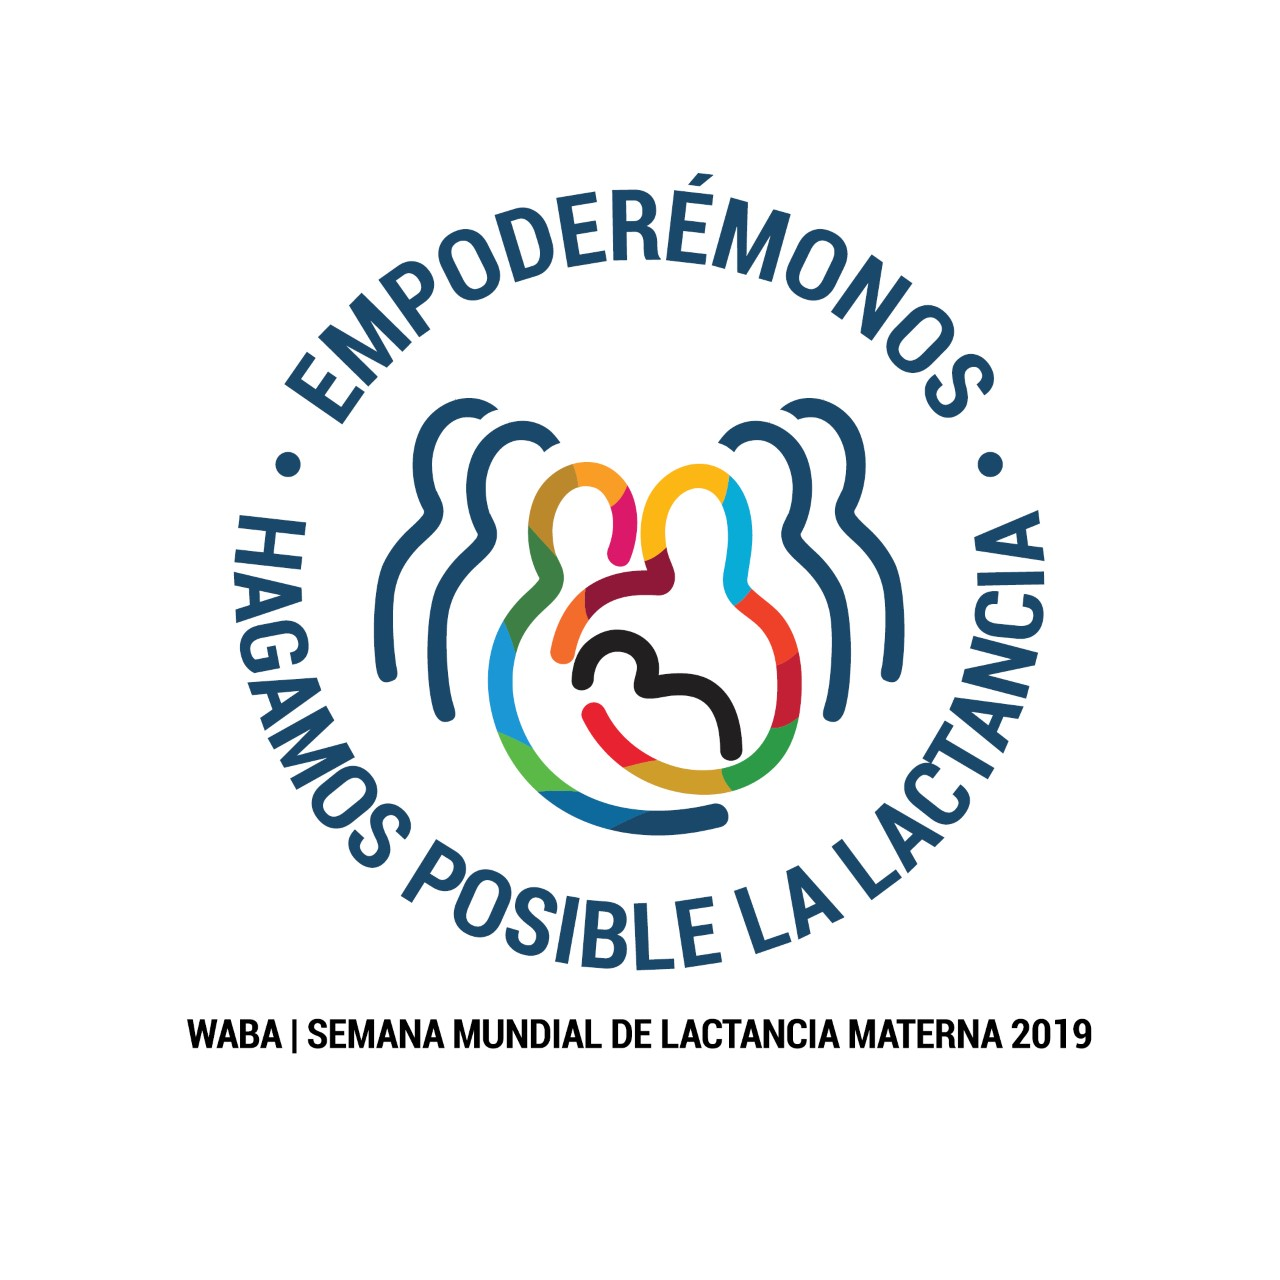 EMPODERÉMONOS
HAGAMOS POSIBLE LA LACTANCIA
WABA | SEMANA MUNDIAL DE LACTANCIA MATERNA 2019